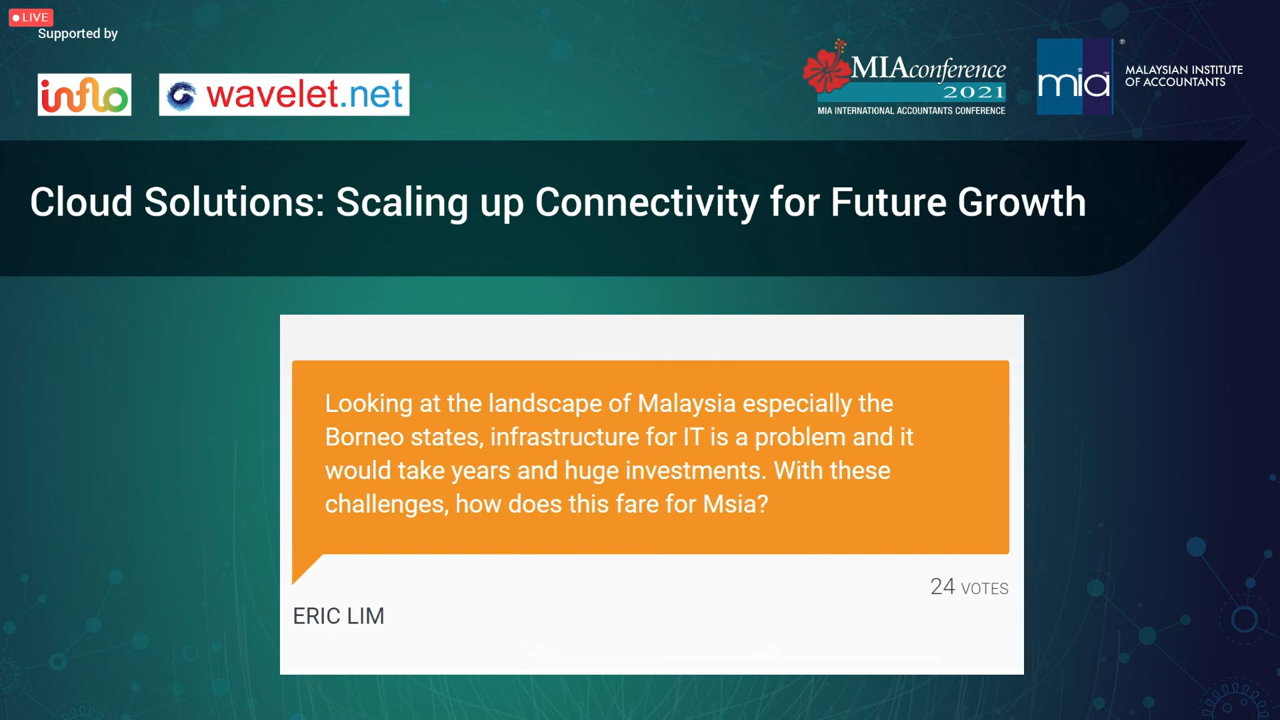 LIVE
Supported by
inflo
wavelet.net
MIAconference
2021
MIA INTERNATIONAL ACCOUNTANTS CONFERENCE
mia
®
MALAYSIAN INSTITUTE
OF ACCOUNTANTS
Cloud Solutions: Scaling up Connectivity for Future Growth
Looking at the landscape of Malaysia especially the
Borneo states, infrastructure for IT is a problem and it
would take years and huge investments. With these
challenges, how does this fare for Msia?
24 VOTES
ERIC LIM